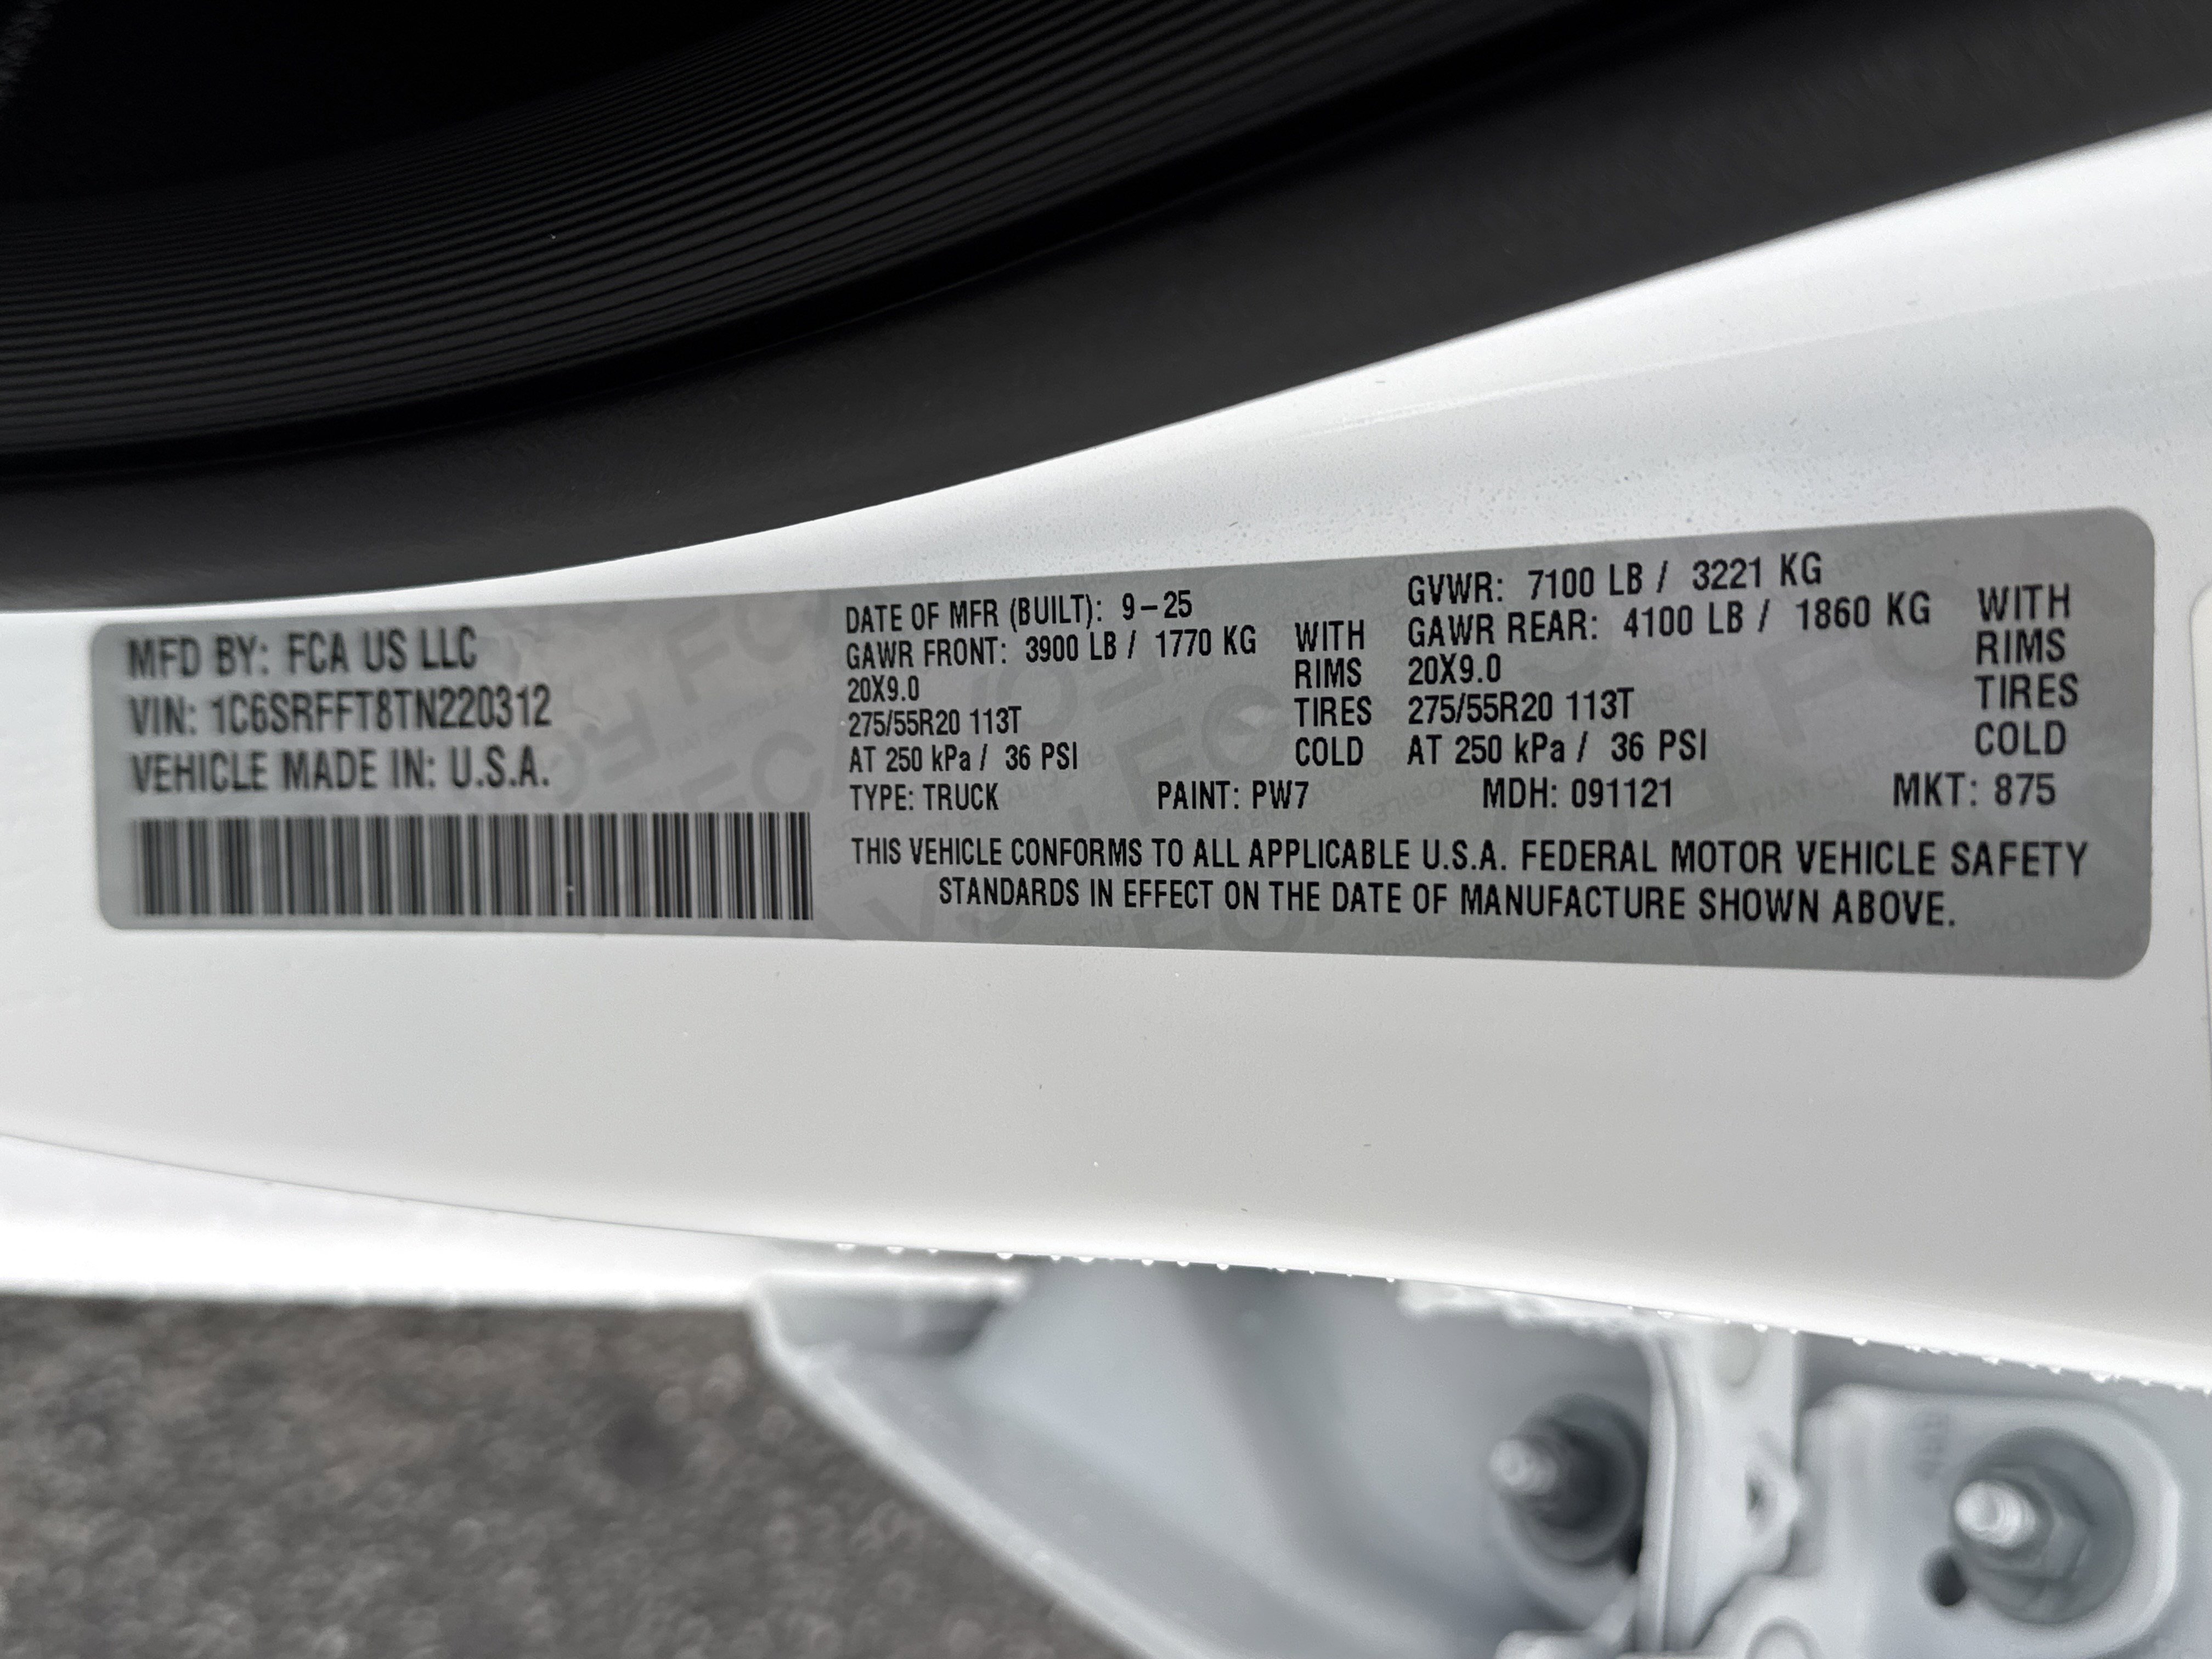 MFD BY: FCA US LLC
VIN: 1C6SRFFT8TN220312
VEHICLE MADE IN: U.S.A.
DATE OF MFR (BUILT): 9-25
GAWR FRONT: 3900 LB / 1770 KG WITH
20X9.0 RIMS
275/55R20 113T TIRES
AT 250 kPa / 36 PSI COLD
GVWR: 7100 LB / 3221 KG
GAWR REAR: 4100 LB / 1860 KG WITH
20X9.0 RIMS
275/55R20 113T TIRES
AT 250 kPa / 36 PSI COLD
TYPE: TRUCK PAINT: PW7 MDH: 091121 MKT: 875
THIS VEHICLE CONFORMS TO ALL APPLICABLE U.S.A. FEDERAL MOTOR VEHICLE SAFETY
STANDARDS IN EFFECT ON THE DATE OF MANUFACTURE SHOWN ABOVE.